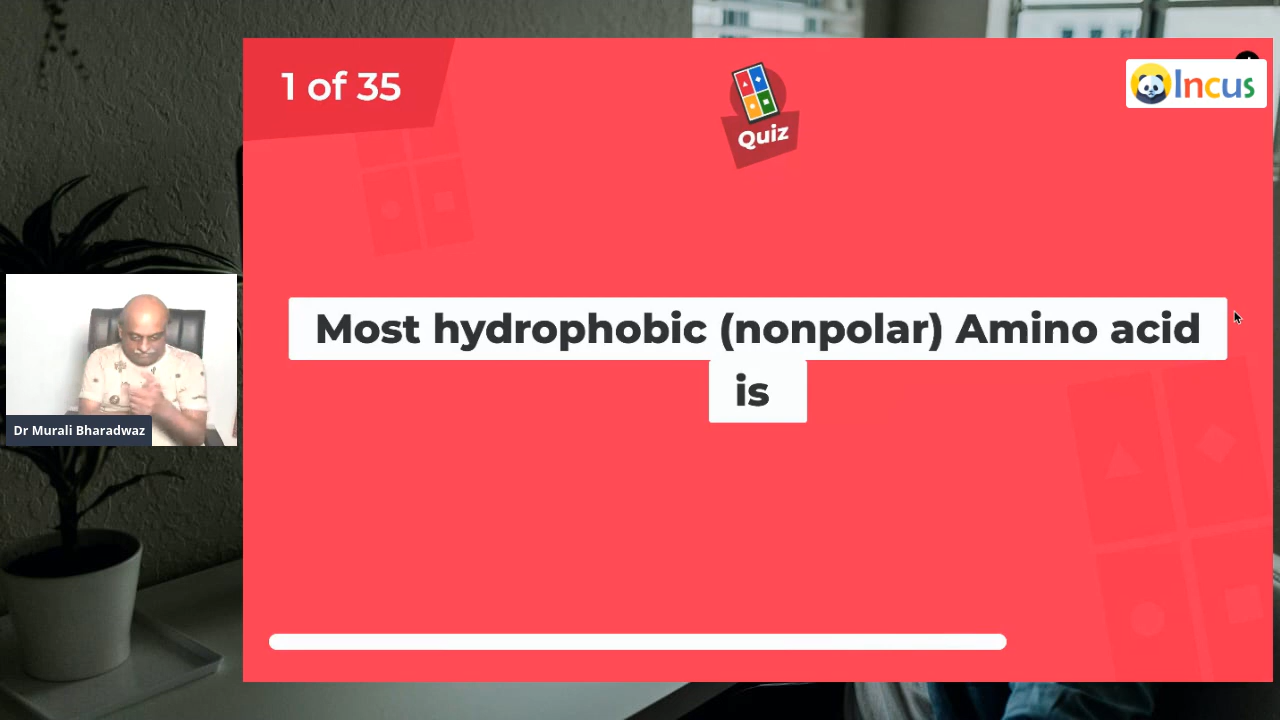 1 of 35
Quiz
Incus
Most hydrophobic (nonpolar) Amino acid
is
Dr Murali Bharadwaz